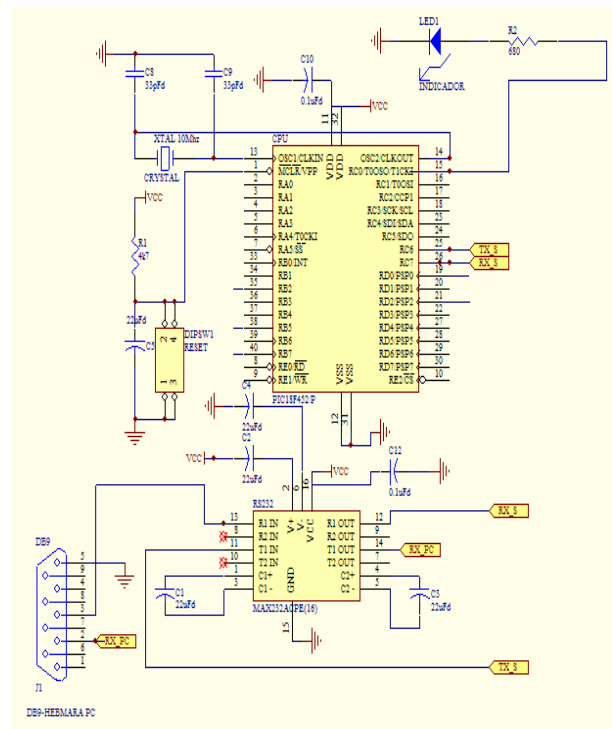 LED1
R2
680
INDICADOR
C8
33pFd
C9
33pFd
C10
0.1uFd
VCC
11
32
XTAL 10Mhr
CRYSTAL
CPU
VDD
VDD
13 OSC1/CLKIN OSC2/CLKOUT 14
1 MCLR/VPP RC0/T0OSO/T1CKI 15
2 RA0 RC1/T0OSI 16
3 RA1 RC2/CCP1 17
4 RA2 RC3/SCK/SCL 18
5 RA3 RC4/SDI/SDA 23
6 RA4/T0CKI RC5/SDO 24
7 RA5/SS RC6 25 TX_S
33 RB0/INT RC7 26 RX_S
34 RB1 RD0/PSP0 19
35 RB2 RD1/PSP1 20
36 RB3 RD2/PSP2 21
37 RB4 RD3/PSP3 22
38 RB5 RD4/PSP4 27
39 RB6 RD5/PSP5 28
40 RB7 RD6/PSP6 29
8 RE0/RD RD7/PSP7 30
9 RE1/WR RE2/CS 10
VSS
VSS
PIC18F452/P
12
31
VCC
R1
4k7
22uFd
C5
2
4
1
3
DIPSW1
RESET
C4
22uFd
C2
VCC
22uFd
VCC
C12
0.1uFd
2
6
16
RS232
V+
V-
VCC
13 R1 IN R1 OUT 12 RX_S
8 R2 IN R2 OUT 9
11 T1 IN T1 OUT 14 RX_PC
10 T2 IN T2 OUT 7
1 C1+ C2+ 4
3 C1 - C2 - 5
GND
MAX232ACPE(16)
15
C1
22uFd
C3
22uFd
DB9
5
9
4
8
3
7
2 RX_PC
6
1
TX_S
J1
DB9-HEBMARA PC